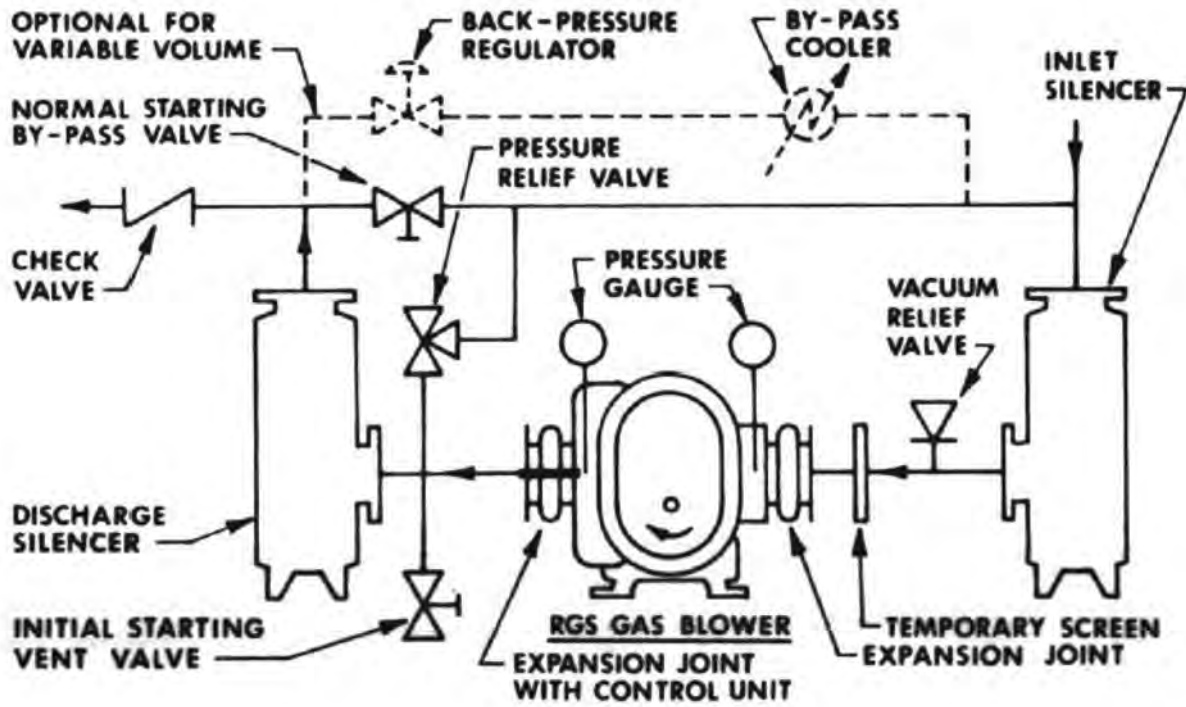 OPTIONAL FOR
VARIABLE VOLUME
BACK-PRESSURE
REGULATOR
BY-PASS
COOLER
INLET
SILENCER
NORMAL STARTING
BY-PASS VALVE
PRESSURE
RELIEF VALVE
CHECK
VALVE
PRESSURE
GAUGE
VACUUM
RELIEF
VALVE
DISCHARGE
SILENCER
INITIAL STARTING
VENT VALVE
RGS GAS BLOWER
EXPANSION JOINT
WITH CONTROL UNIT
TEMPORARY SCREEN
EXPANSION JOINT